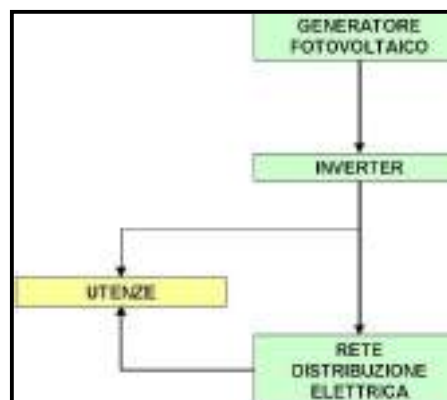 GENERATORE
FOTOVOLTAICO
INVERTER
UTENZE
RETE
DISTRIBUZIONE
ELETTRICA